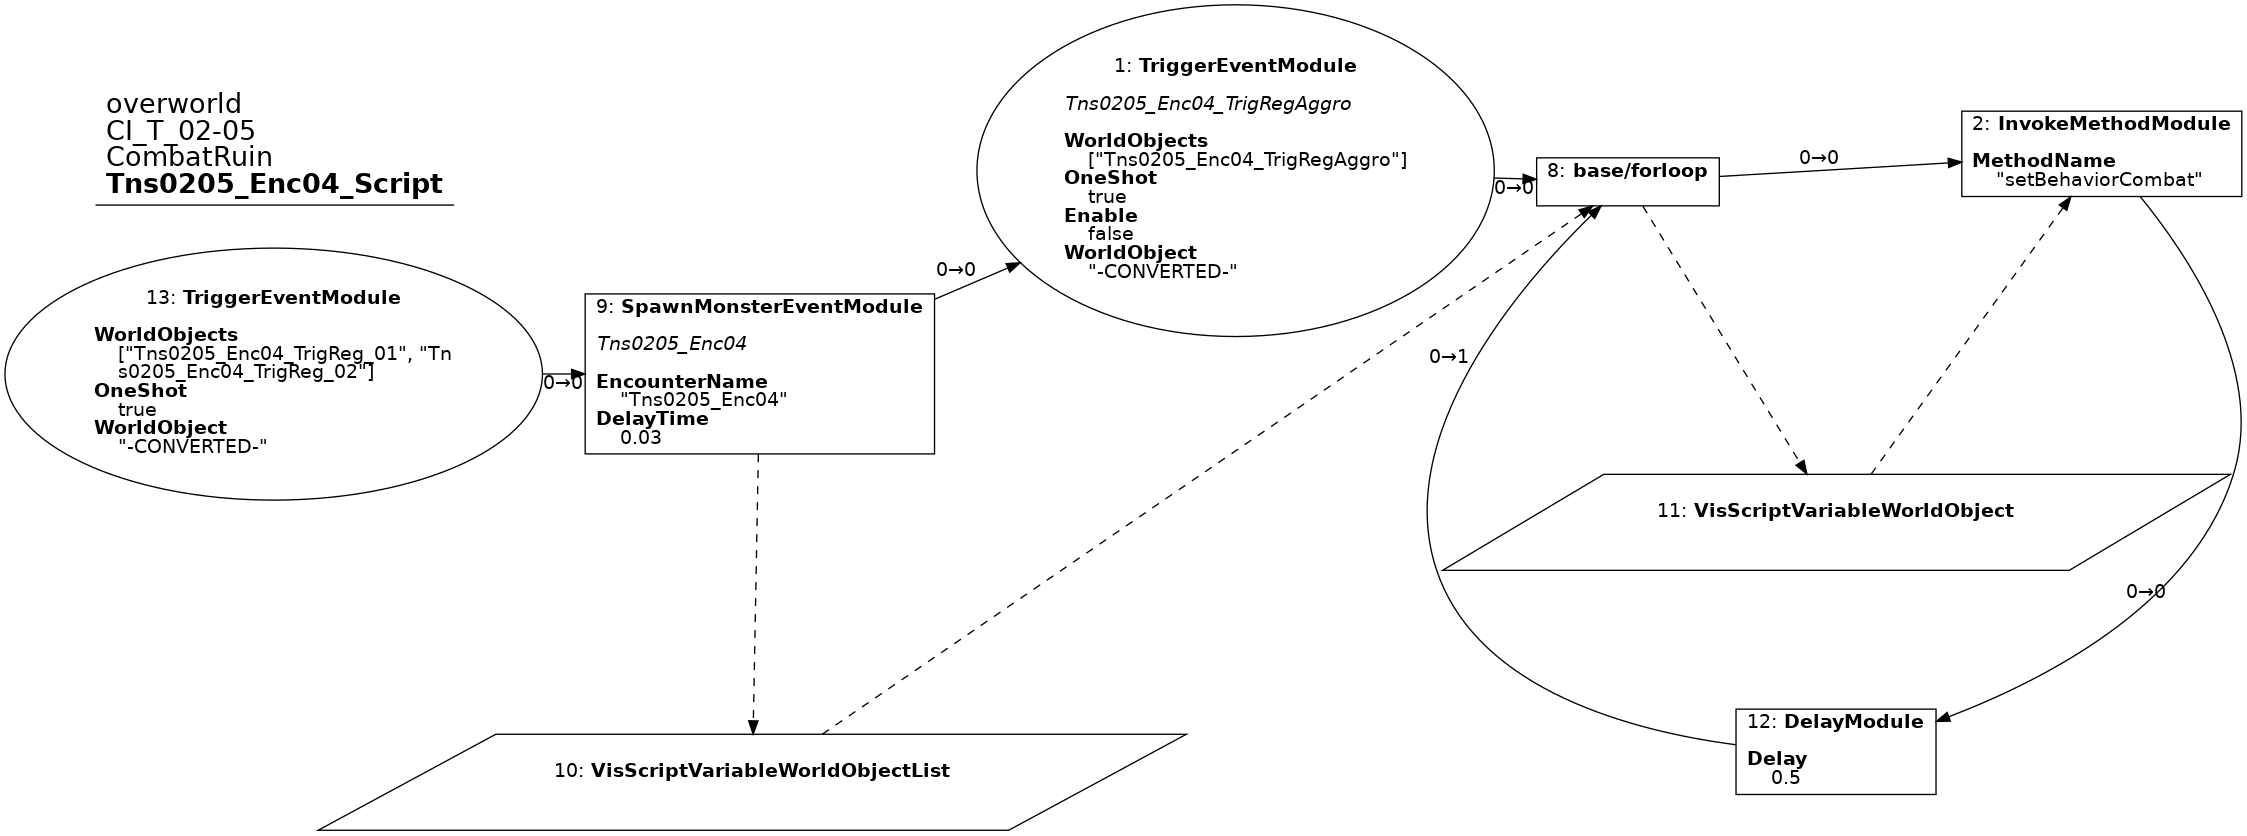 overworld
CI_T_02-05
CombatRuin
Tns0205_Enc04_Script
13: TriggerEventModule
WorldObjects
["Tns0205_Enc04_TrigReg_01", "Tn
s0205_Enc04_TrigReg_02"]
OneShot
true
WorldObject
"-CONVERTED-"
0→0
9: SpawnMonsterEventModule
Tns0205_Enc04
EncounterName
"Tns0205_Enc04"
DelayTime
0.03
0→0
1: TriggerEventModule
Tns0205_Enc04_TrigRegAggro
WorldObjects
["Tns0205_Enc04_TrigRegAggro"]
OneShot
true
Enable
false
WorldObject
"-CONVERTED-"
0→0
8: base/forloop
0→0
2: InvokeMethodModule
MethodName
"setBehaviorCombat"
0→1
11: VisScriptVariableWorldObject
0→0
12: DelayModule
Delay
0.5
10: VisScriptVariableWorldObjectList